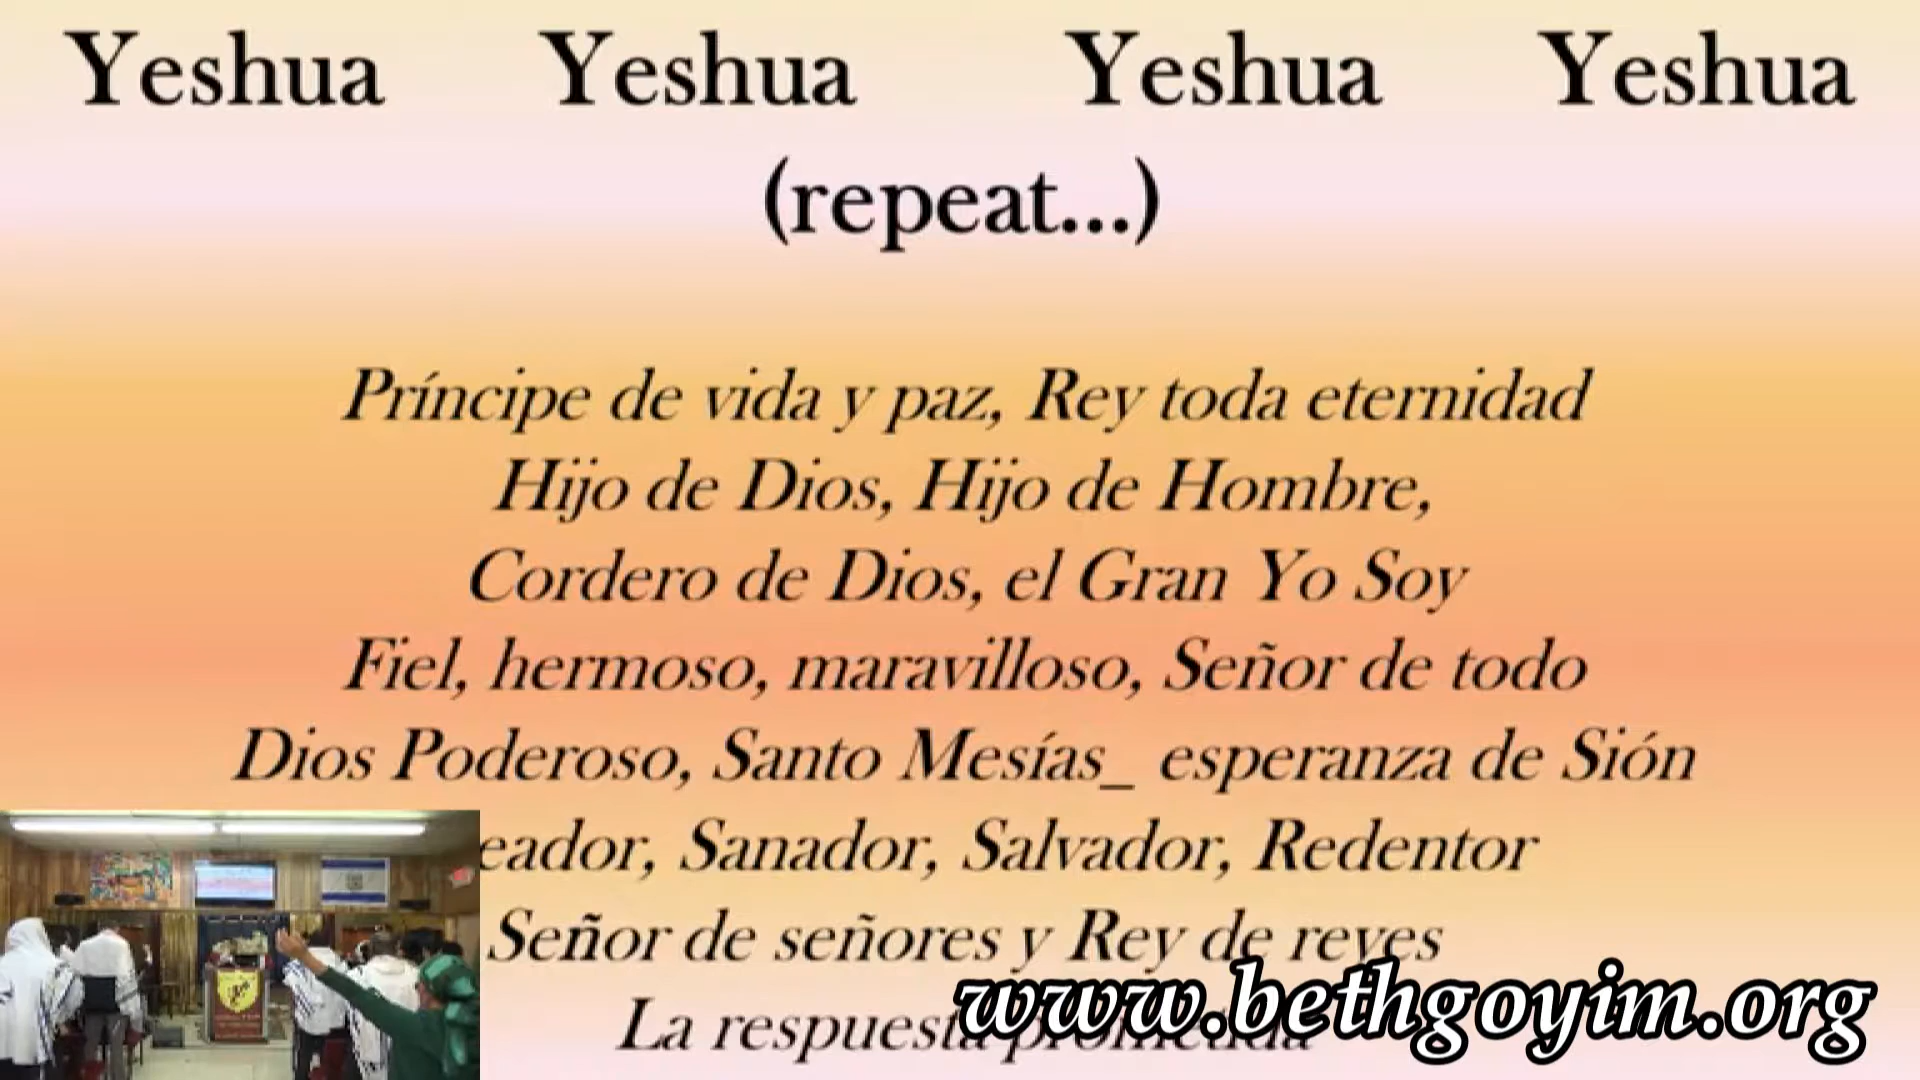 Yeshua Yeshua Yeshua Yeshua
(repeat...)
Príncipe de vida y paz, Rey toda eternidad
Hijo de Dios, Hijo de Hombre,
Cordero de Dios, el Gran Yo Soy
Fiel, hermoso, maravilloso, Señor de todo
Dios Poderoso, Santo Mesías_ esperanza de Sión
eador, Sanador, Salvador, Redentor
Señor de señores y Rey de reyes
La respuesta prometida
www.bethgoyim.org